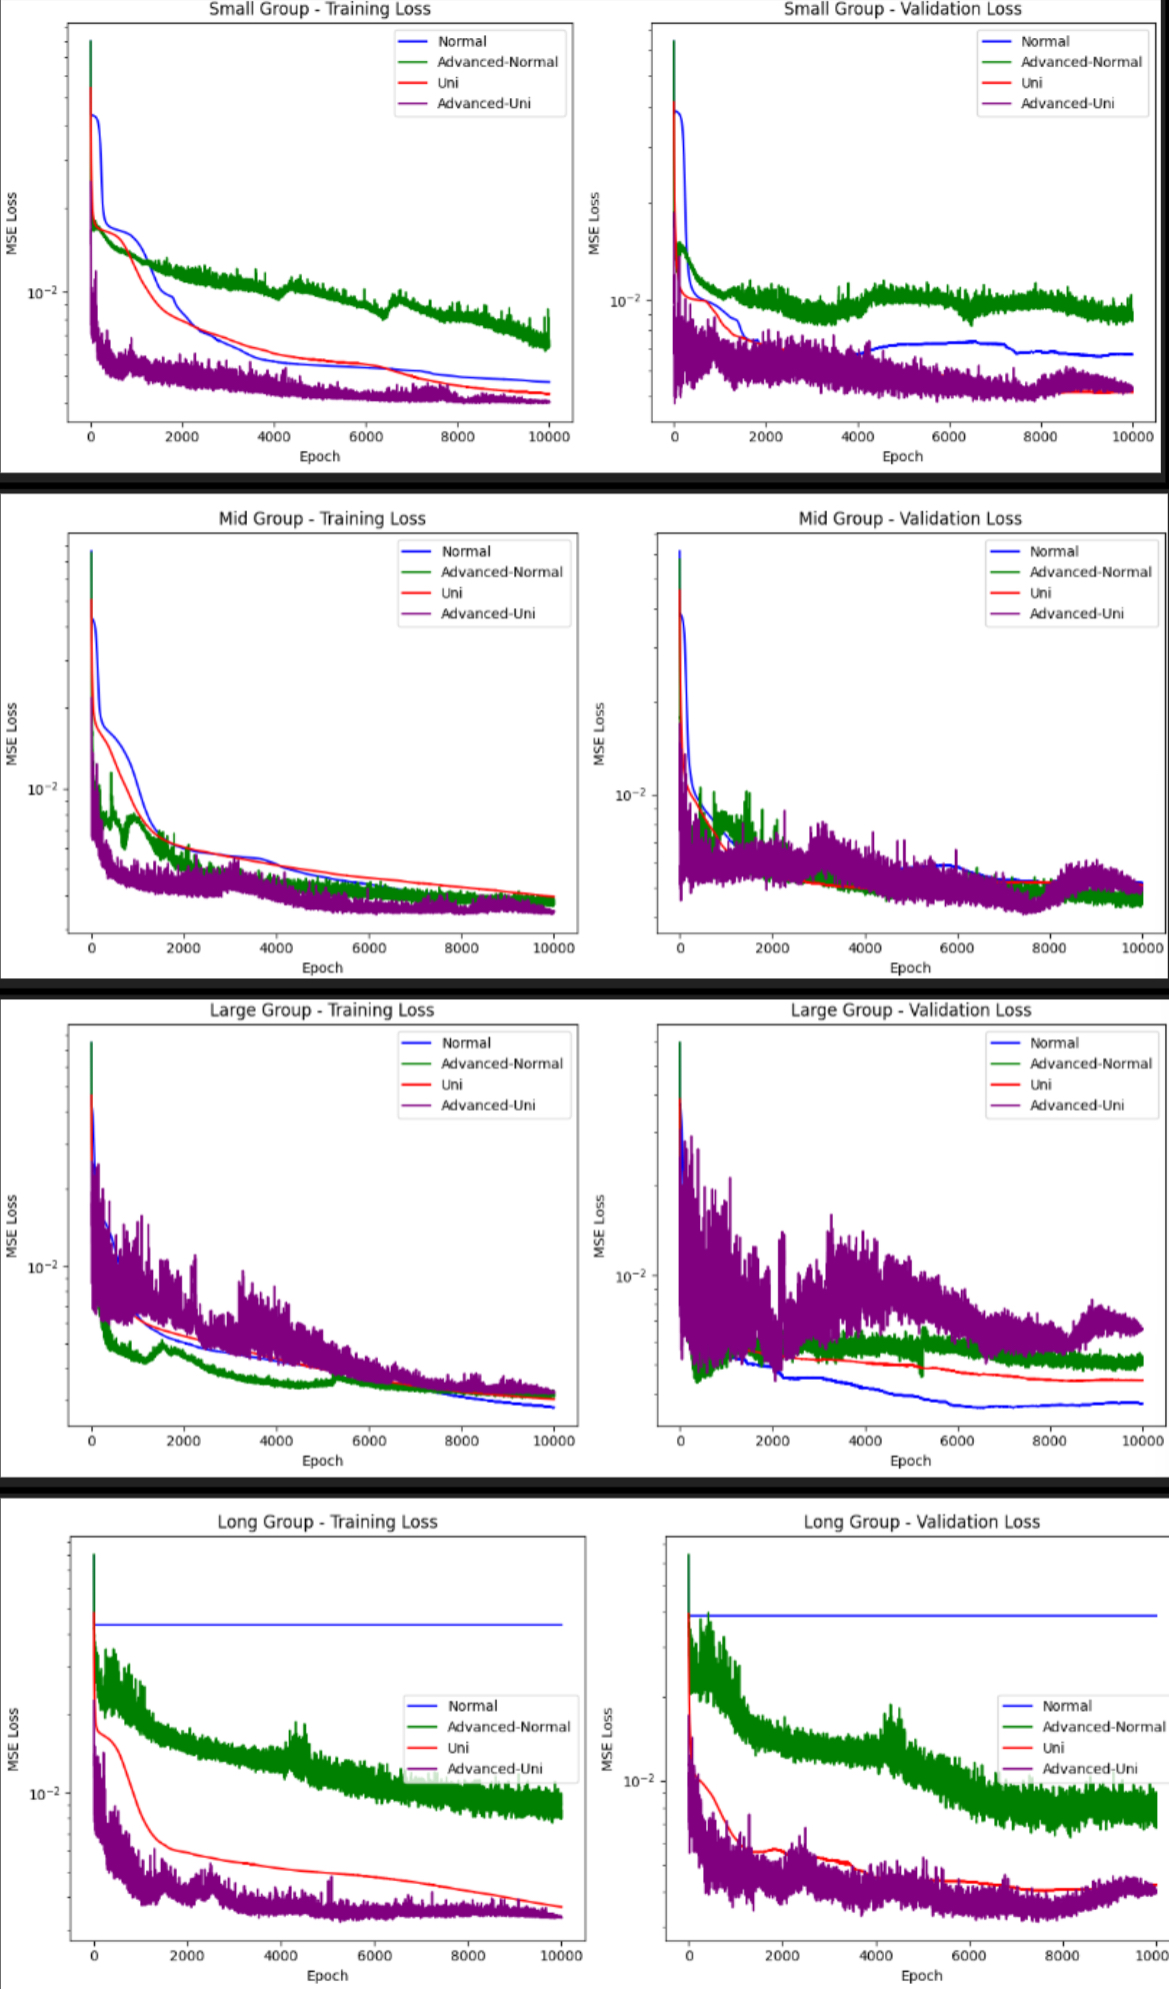 Small Group - Training Loss
Normal
Advanced-Normal
Uni
Advanced-Uni
MSE Loss
10⁻²
0 2000 4000 6000 8000 10000
Epoch
Small Group - Validation Loss
Normal
Advanced-Normal
Uni
Advanced-Uni
MSE Loss
10⁻²
0 2000 4000 6000 8000 10000
Epoch
Mid Group - Training Loss
Normal
Advanced-Normal
Uni
Advanced-Uni
MSE Loss
10⁻²
0 2000 4000 6000 8000 10000
Epoch
Mid Group - Validation Loss
Normal
Advanced-Normal
Uni
Advanced-Uni
MSE Loss
10⁻²
0 2000 4000 6000 8000 10000
Epoch
Large Group - Training Loss
Normal
Advanced-Normal
Uni
Advanced-Uni
MSE Loss
10⁻²
0 2000 4000 6000 8000 10000
Epoch
Large Group - Validation Loss
Normal
Advanced-Normal
Uni
Advanced-Uni
MSE Loss
10⁻²
0 2000 4000 6000 8000 10000
Epoch
Long Group - Training Loss
Normal
Advanced-Normal
Uni
Advanced-Uni
MSE Loss
10⁻²
0 2000 4000 6000 8000 10000
Epoch
Long Group - Validation Loss
Normal
Advanced-Normal
Uni
Advanced-Uni
MSE Loss
10⁻²
0 2000 4000 6000 8000 1000
Epoch